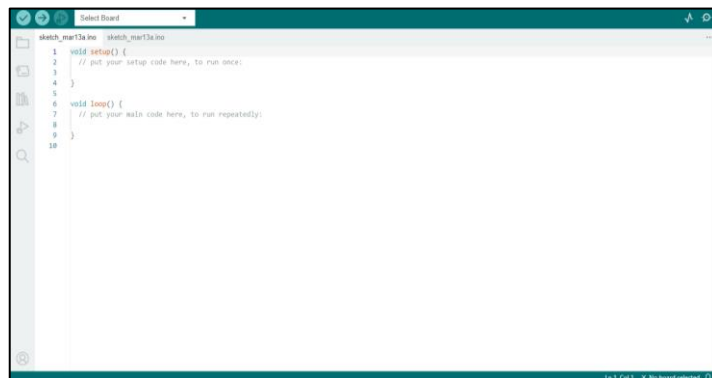 Select Board
sketch_mar13a.ino sketch_mar13a.ino
1 void setup() {
2 // put your setup code here, to run once:
3
4 }
5
6 void loop() {
7 // put your main code here, to run repeatedly:
8
9 }
10
Ln 1, Col 1 X No board selected